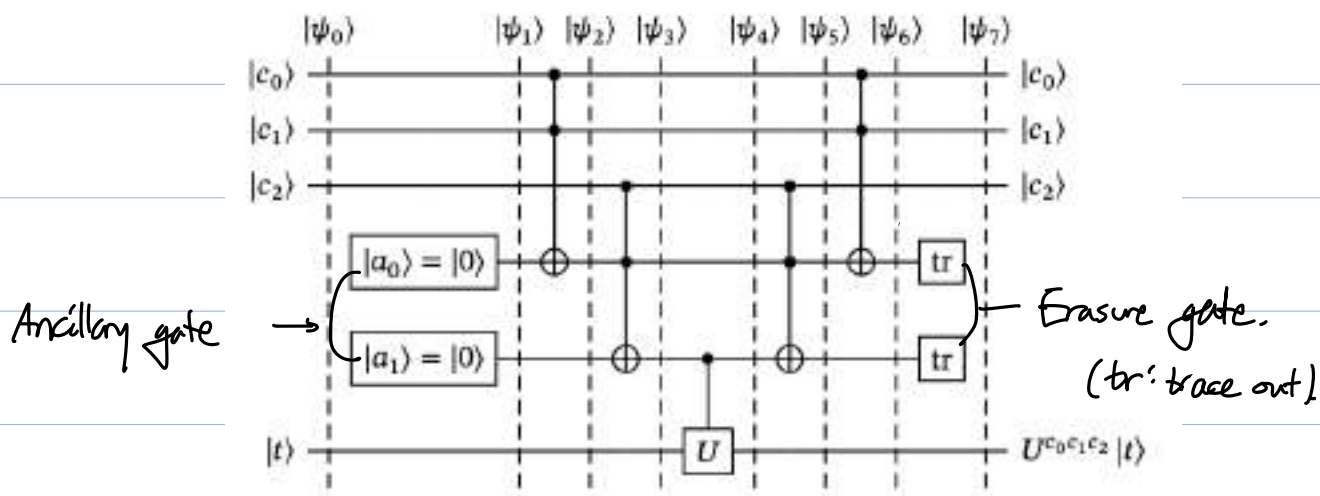 |ψ₀⟩ |ψ₁⟩ |ψ₂⟩ |ψ₃⟩ |ψ₄⟩ |ψ₅⟩ |ψ₆⟩ |ψ₇⟩
|c₀⟩ |c₀⟩
|c₁⟩ |c₁⟩
|c₂⟩ |c₂⟩
|a₀⟩ = |0⟩ tr
Ancillary gate → Erasure gate.
|a₁⟩ = |0⟩ tr
(tr: trace out)
|t⟩ U U^{c₀c₁c₂} |t⟩